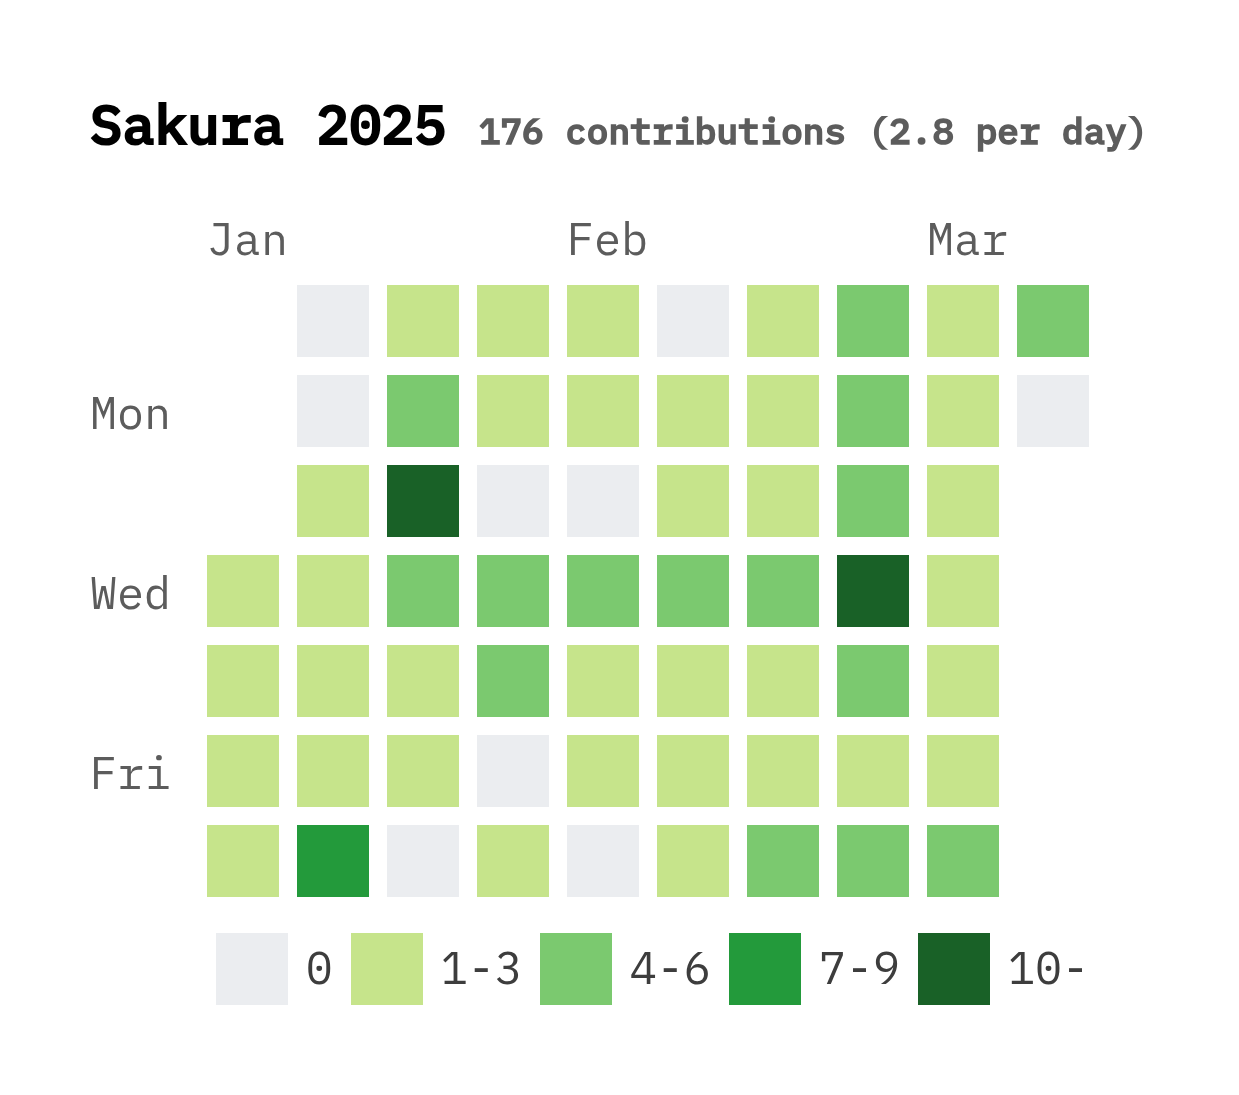 Sakura 2025 176 contributions (2.8 per day)
Jan Feb Mar
Mon
Wed
Fri
0 1-3 4-6 7-9 10-